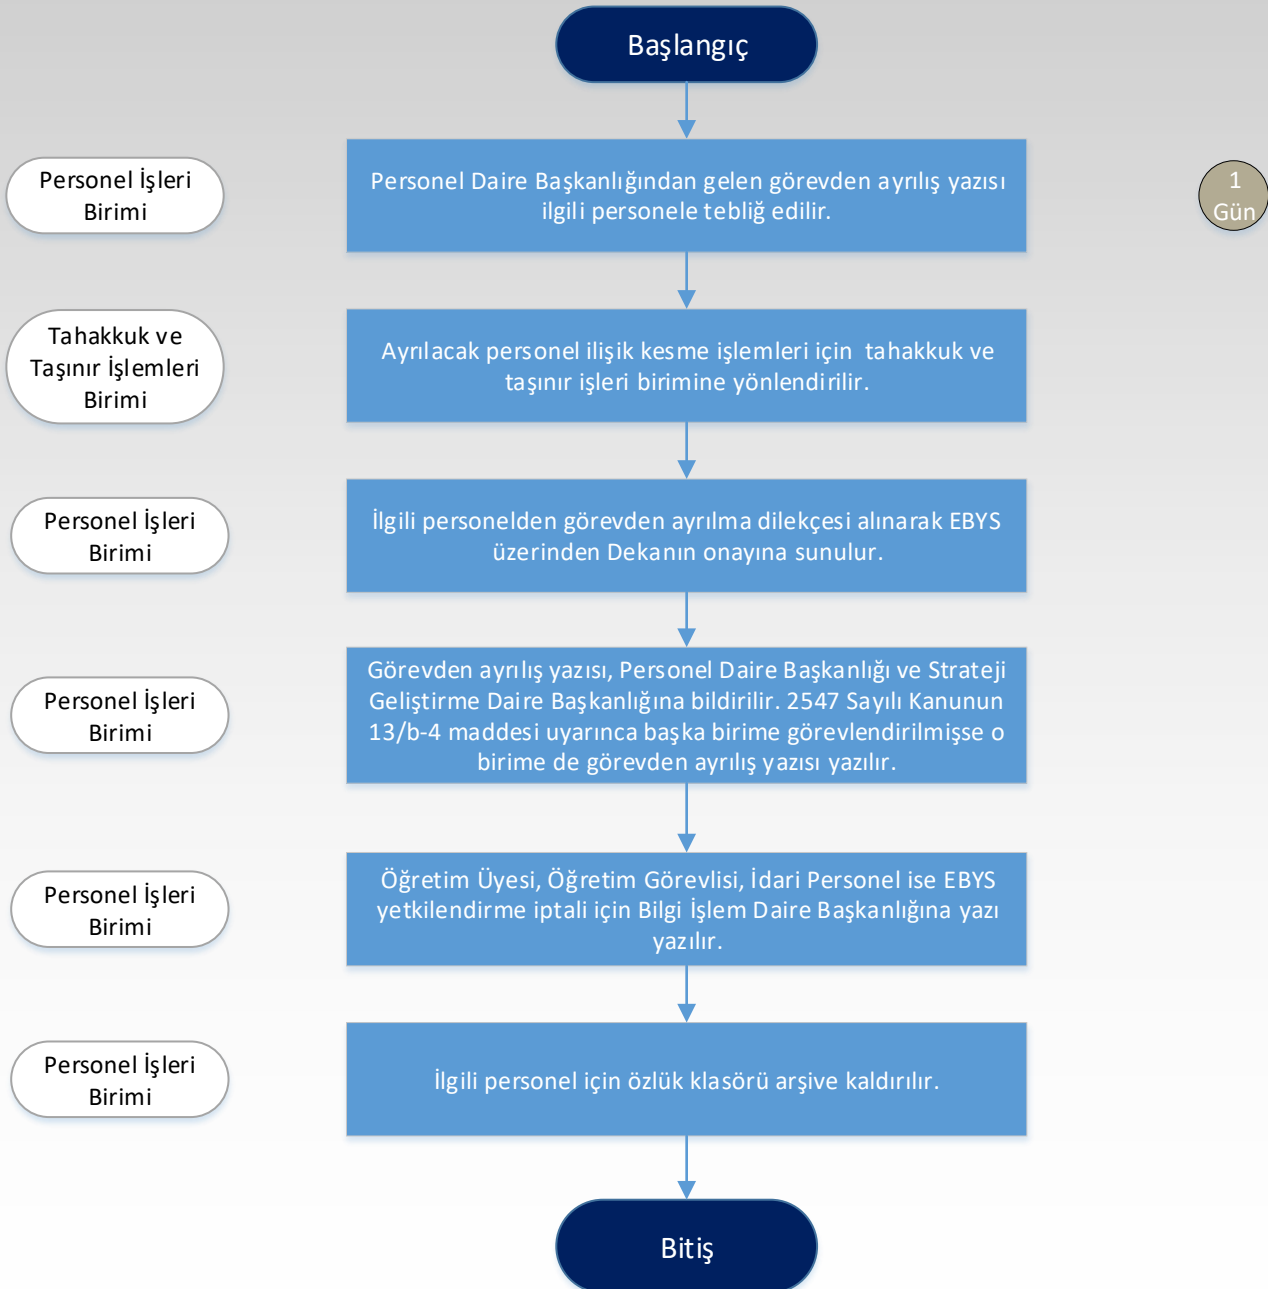 Başlangıç
Personel İşleri
Birimi
Personel Daire Başkanlığından gelen görevden ayrılış yazısı
ilgili personele tebliğ edilir.
1
Gün
Tahakkuk ve
Taşınır İşlemleri
Birimi
Ayrılacak personel ilişik kesme işlemleri için tahakkuk ve
taşınır işleri birimine yönlendirilir.
Personel İşleri
Birimi
İlgili personelden görevden ayrılma dilekçesi alınarak EBYS
üzerinden Dekanın onayına sunulur.
Personel İşleri
Birimi
Görevden ayrılış yazısı, Personel Daire Başkanlığı ve Strateji
Geliştirme Daire Başkanlığına bildirilir. 2547 Sayılı Kanunun
13/b-4 maddesi uyarınca başka birime görevlendirilmişse o
birime de görevden ayrılış yazısı yazılır.
Personel İşleri
Birimi
Öğretim Üyesi, Öğretim Görevlisi, İdari Personel ise EBYS
yetkilendirme iptali için Bilgi İşlem Daire Başkanlığına yazı
yazılır.
Personel İşleri
Birimi
İlgili personel için özlük klasörü arşive kaldırılır.
Bitiş